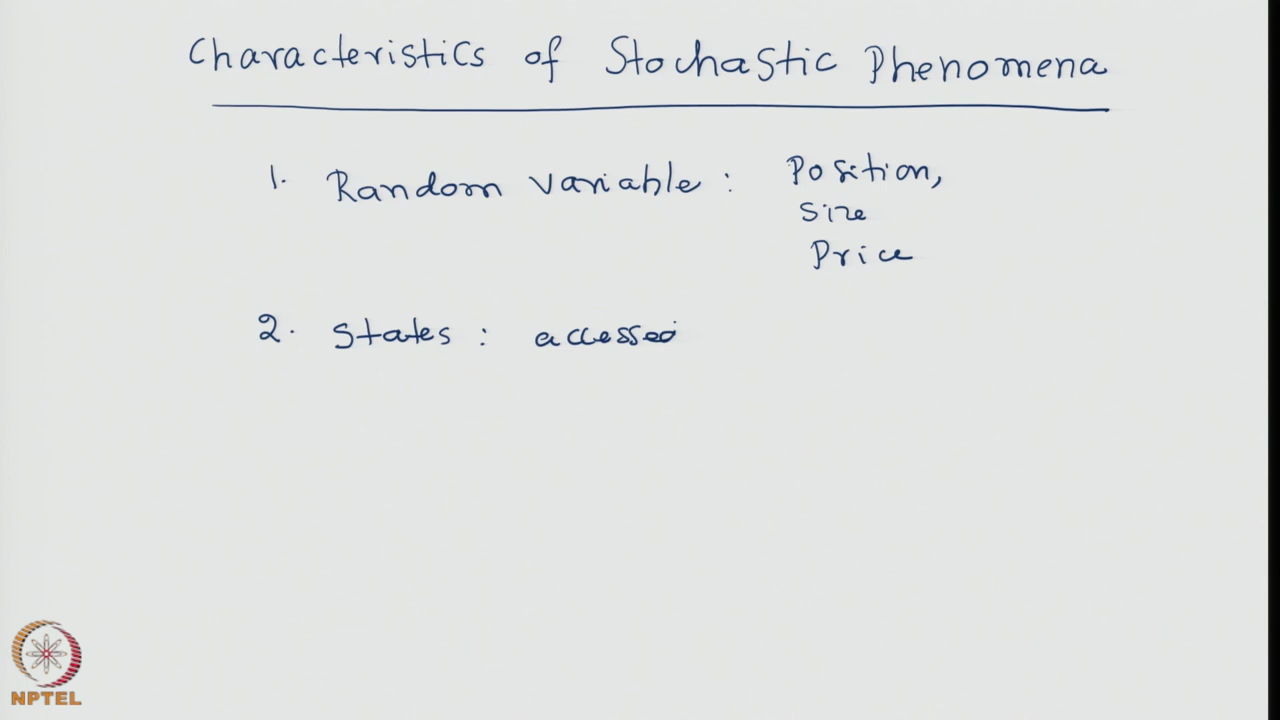 Characteristics of Stochastic Phenomena
1. Random variable : Position,
Size
Price
2. States : accessed
NPTEL